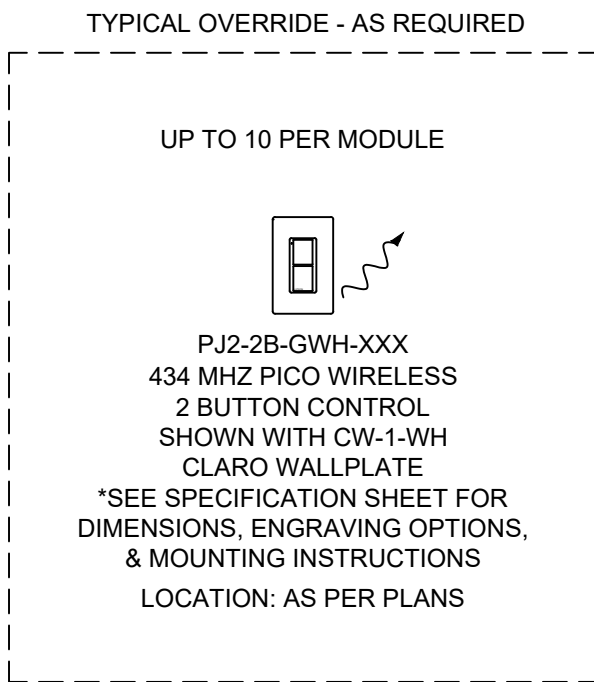 TYPICAL OVERRIDE - AS REQUIRED
UP TO 10 PER MODULE
PJ2-2B-GWH-XXX
434 MHZ PICO WIRELESS
2 BUTTON CONTROL
SHOWN WITH CW-1-WH
CLARO WALLPLATE
*SEE SPECIFICATION SHEET FOR
DIMENSIONS, ENGRAVING OPTIONS,
& MOUNTING INSTRUCTIONS
LOCATION: AS PER PLANS